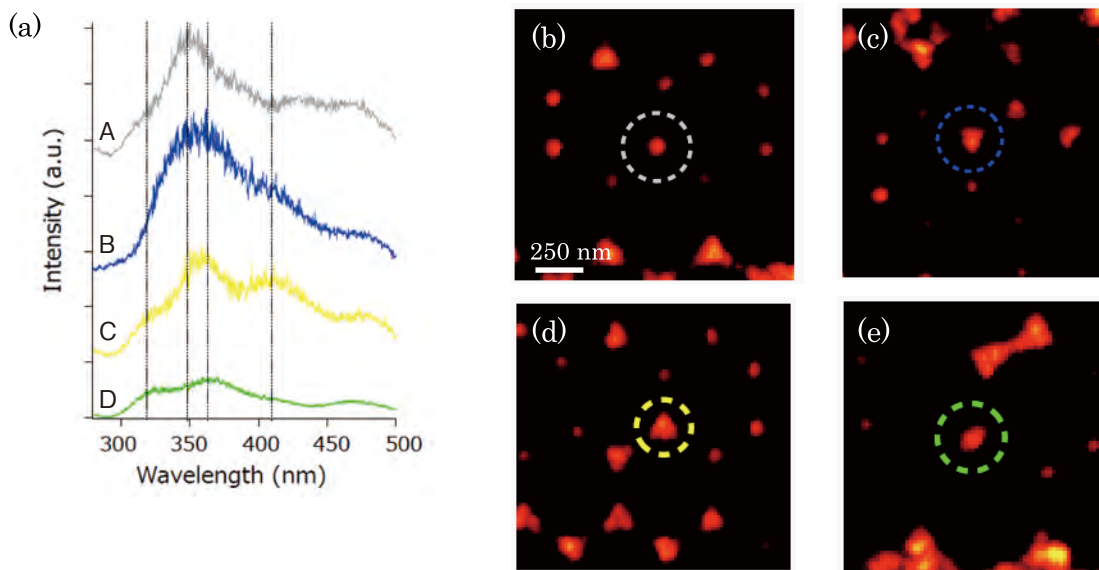 (a)
Intensity (a.u.)
A
B
C
D
300 350 400 450 500
Wavelength (nm)
(b)
250 nm
(c)
(d)
(e)